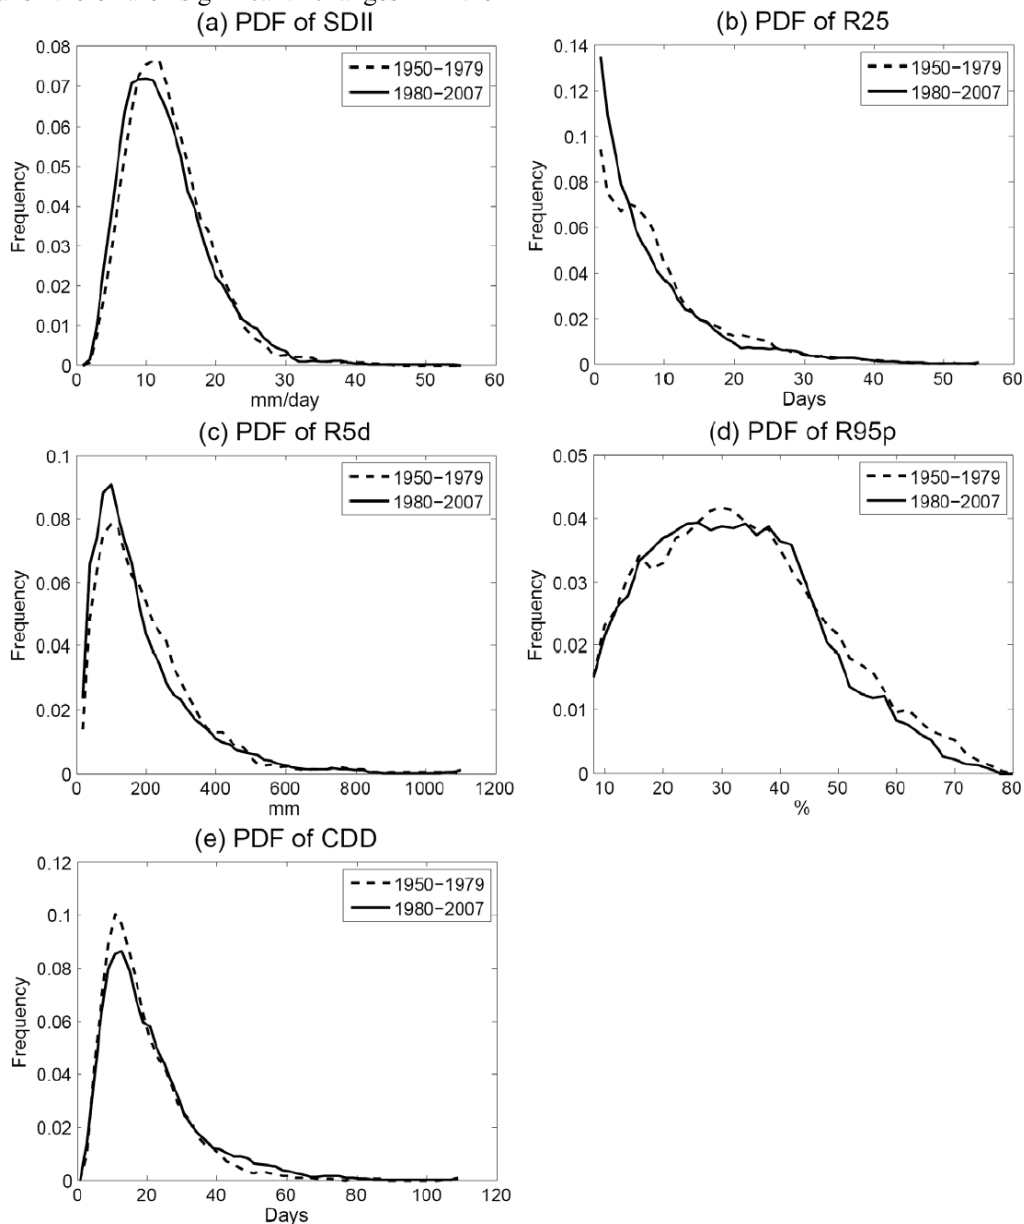 (a) PDF of SDII
0.08
0.07
0.06
0.05
0.04
0.03
0.02
0.01
0
Frequency
1950-1979
1980-2007
0 10 20 30 40 50 60
mm/day
(b) PDF of R25
0.14
0.12
0.1
0.08
0.06
0.04
0.02
0
Frequency
1950-1979
1980-2007
0 10 20 30 40 50 60
Days
(c) PDF of R5d
0.1
0.08
0.06
0.04
0.02
0
Frequency
1950-1979
1980-2007
0 200 400 600 800 1000 1200
mm
(d) PDF of R95p
0.05
0.04
0.03
0.02
0.01
0
Frequency
1950-1979
1980-2007
10 20 30 40 50 60 70 80
%
(e) PDF of CDD
0.12
0.1
0.08
0.06
0.04
0.02
0
Frequency
1950-1979
1980-2007
0 20 40 60 80 100 120
Days